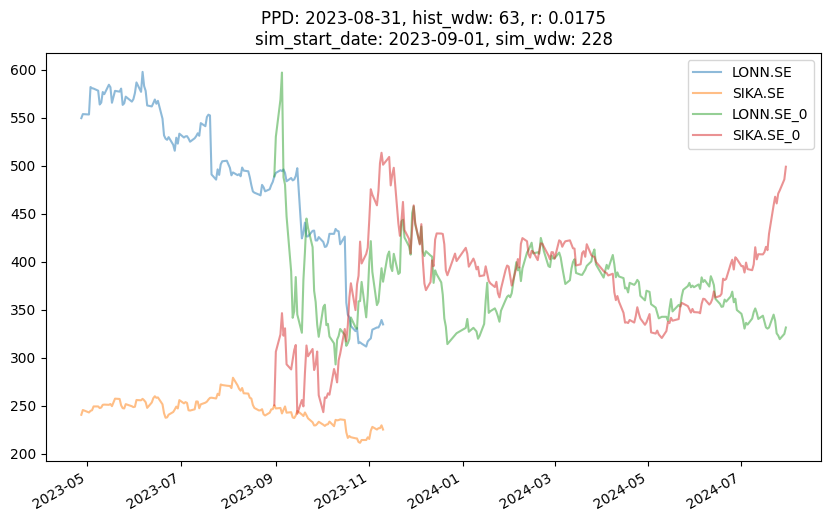 PPD: 2023-08-31, hist_wdw: 63, r: 0.0175
sim_start_date: 2023-09-01, sim_wdw: 228
LONN.SE
SIKA.SE
LONN.SE_0
SIKA.SE_0
600
550
500
450
400
350
300
250
200
2023-05
2023-07
2023-09
2023-11
2024-01
2024-03
2024-05
2024-07